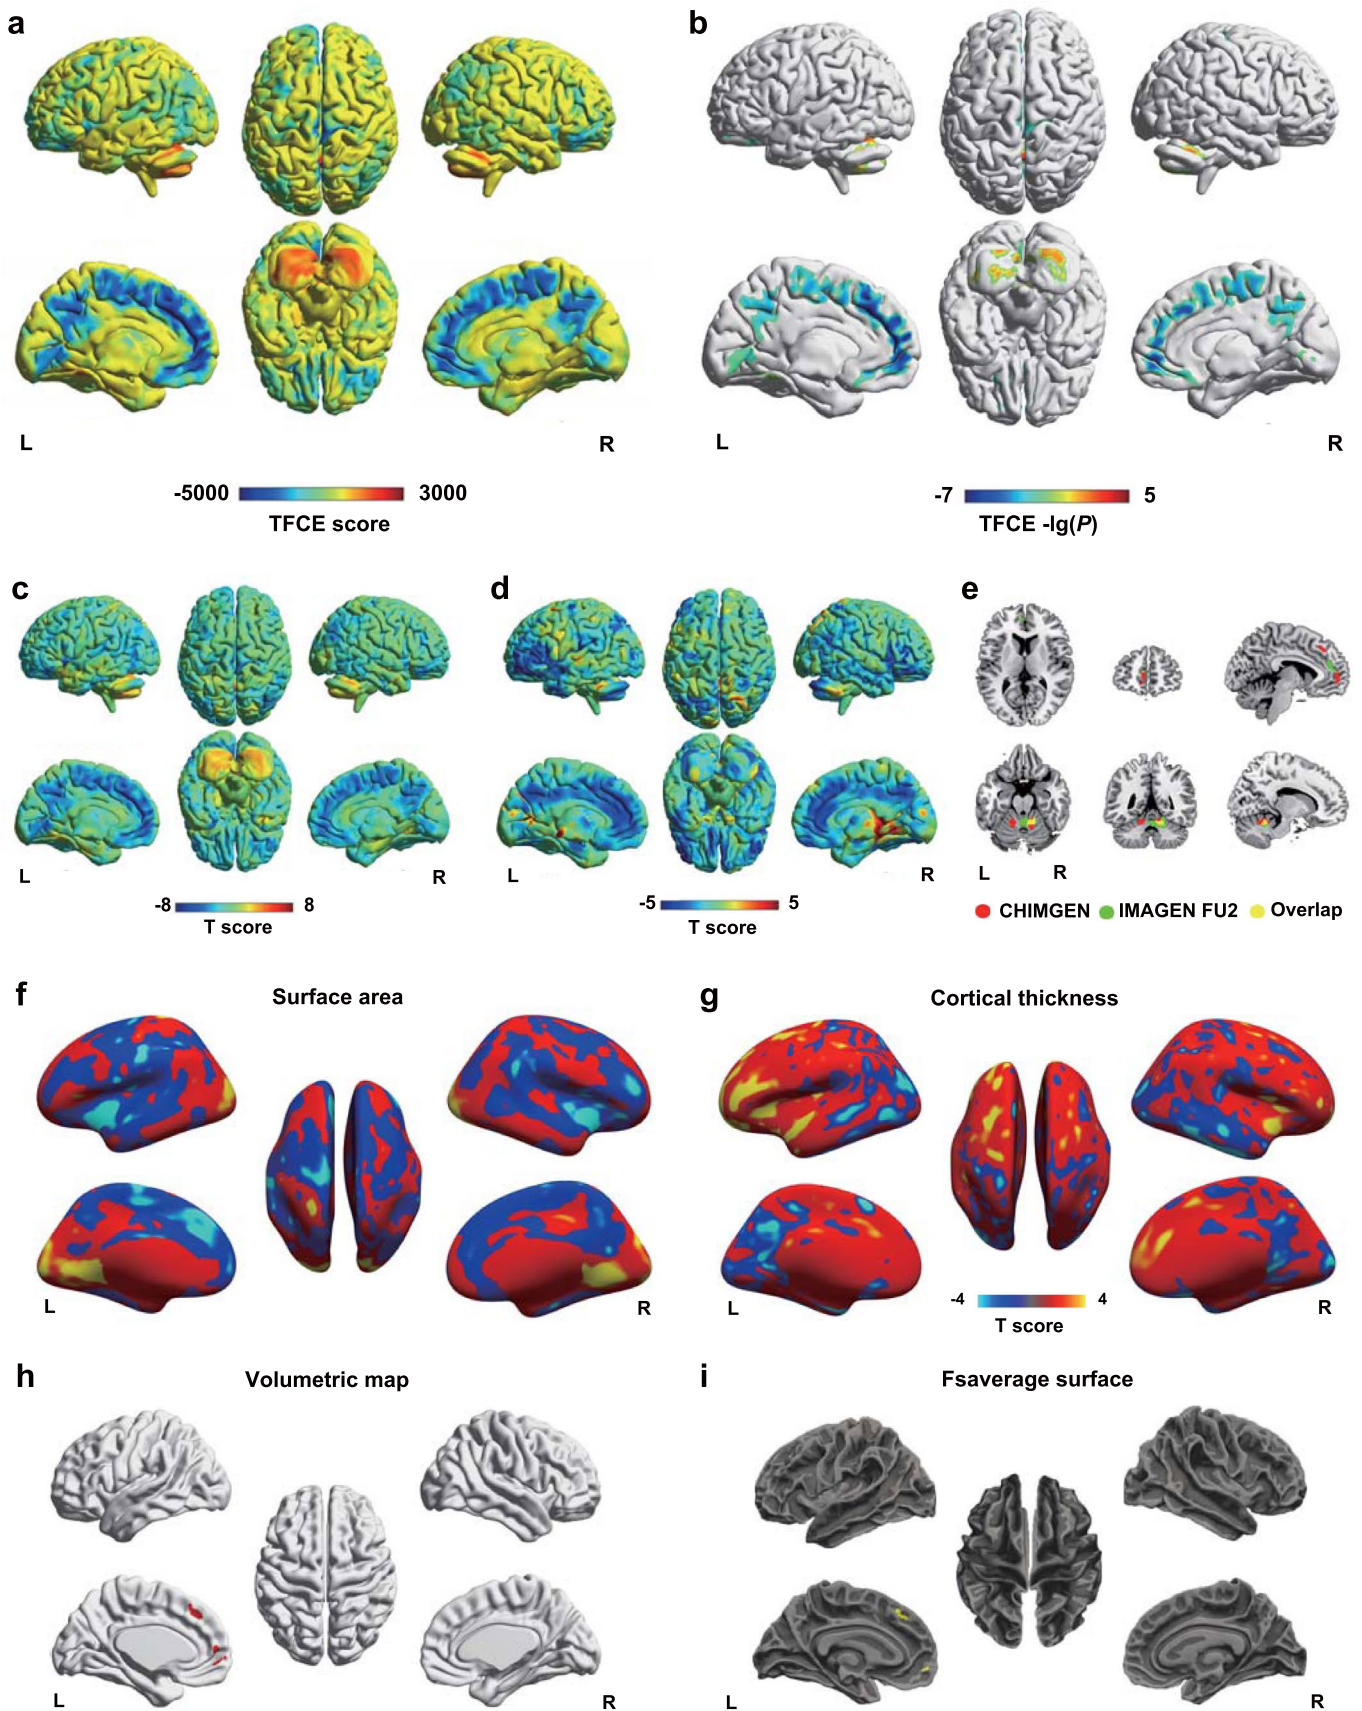 a
b
L
R
L
R
-5000
3000
TFCE score
-7
5
TFCE -lg(P)
c
d
e
L
R
L
R
L
R
-8
8
T score
-5
5
T score
CHIMGEN
IMAGEN FU2
Overlap
f
Surface area
g
Cortical thickness
L
R
L
R
-4
4
T score
h
Volumetric map
i
Fsaverage surface
L
R
L
R